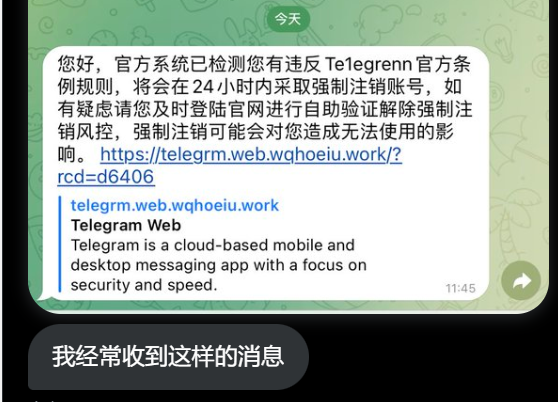 今天
您好，官方系统已检测您有违反 Te1egrenn 官方条
例规则，将会在 24 小时内采取强制注销账号，如
有疑虑请您及时登陆官网进行自助验证解除强制注
销风控，强制注销可能会对您造成无法使用的影
响。 https://telegrm.web.wqhoeiu.work/?
rcd=d6406
telegrm.web.wqhoeiu.work
Telegram Web
Telegram is a cloud-based mobile and
desktop messaging app with a focus on
security and speed.
11:45
我经常收到这样的消息